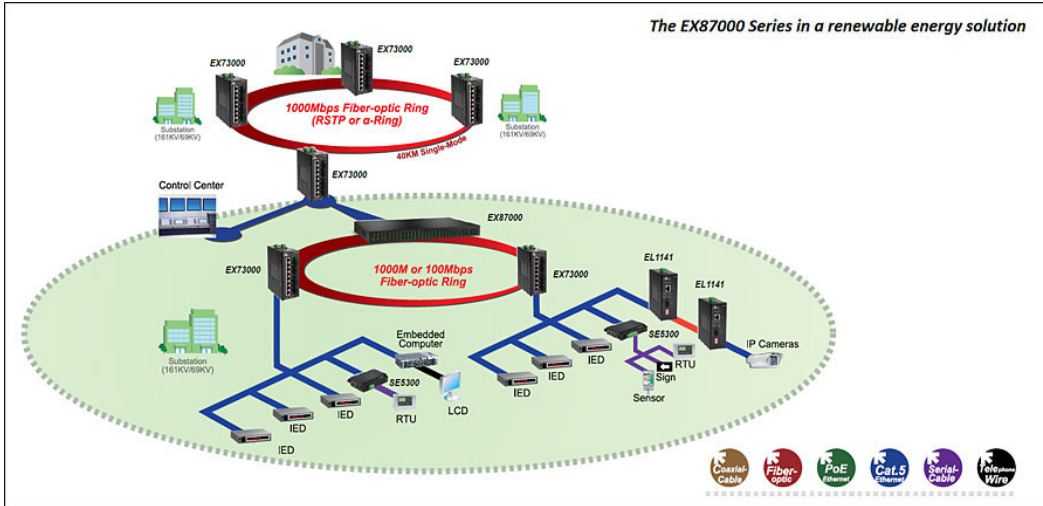 The EX87000 Series in a renewable energy solution
EX73000
EX73000
EX73000
1000Mbps Fiber-optic Ring
(RSTP or α-Ring)
Substation
(161KV/69KV)
Substation
(161KV/69KV)
40KM Single-Mode
EX73000
Control Center
EX87000
EX73000
1000M or 100Mbps
Fiber-optic Ring
EX73000
EL1141
EL1141
Substation
(161KV/69KV)
Embedded
Computer
SE5300
IP Cameras
RTU
Sign
Sensor
IED
IED
IED
SE5300
LCD
RTU
IED
IED
IED
Coaxial-
Cable
Fiber-
optic
PoE
Ethernet
Cat.5
Ethernet
Serial-
Cable
Telephone
Wire